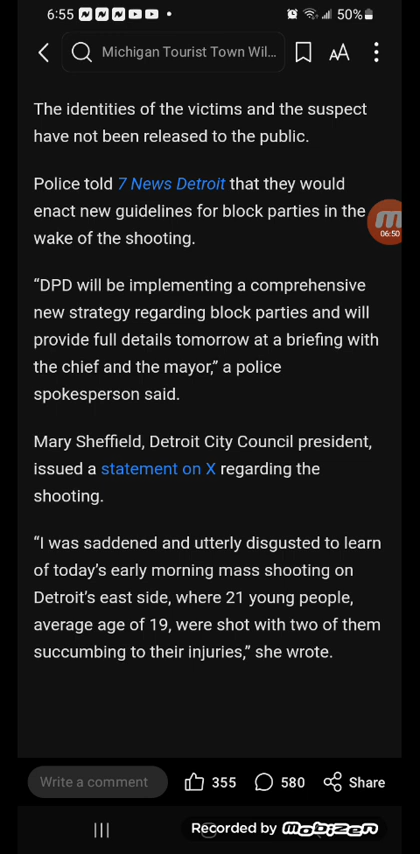 6:55
50%
Michigan Tourist Town Wil...
AA
The identities of the victims and the suspect
have not been released to the public.
Police told 7 News Detroit that they would
enact new guidelines for block parties in the
wake of the shooting.
06:50
“DPD will be implementing a comprehensive
new strategy regarding block parties and will
provide full details tomorrow at a briefing with
the chief and the mayor,” a police
spokesperson said.
Mary Sheffield, Detroit City Council president,
issued a statement on X regarding the
shooting.
“I was saddened and utterly disgusted to learn
of today’s early morning mass shooting on
Detroit’s east side, where 21 young people,
average age of 19, were shot with two of them
succumbing to their injuries,” she wrote.
Write a comment
355
580
Share
Recorded by mobizen